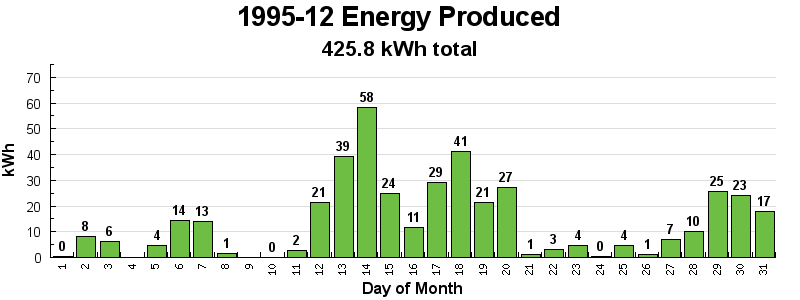 1995-12 Energy Produced
425.8 kWh total
kWh
70
60
50
40
30
20
10
0
0 8 6 4 14 13 1 0 2 21 39 58 24 11 29 41 21 27 1 3 4 0 4 1 7 10 25 23 17
1 2 3 4 5 6 7 8 9 10 11 12 13 14 15 16 17 18 19 20 21 22 23 24 25 26 27 28 29 30 31
Day of Month